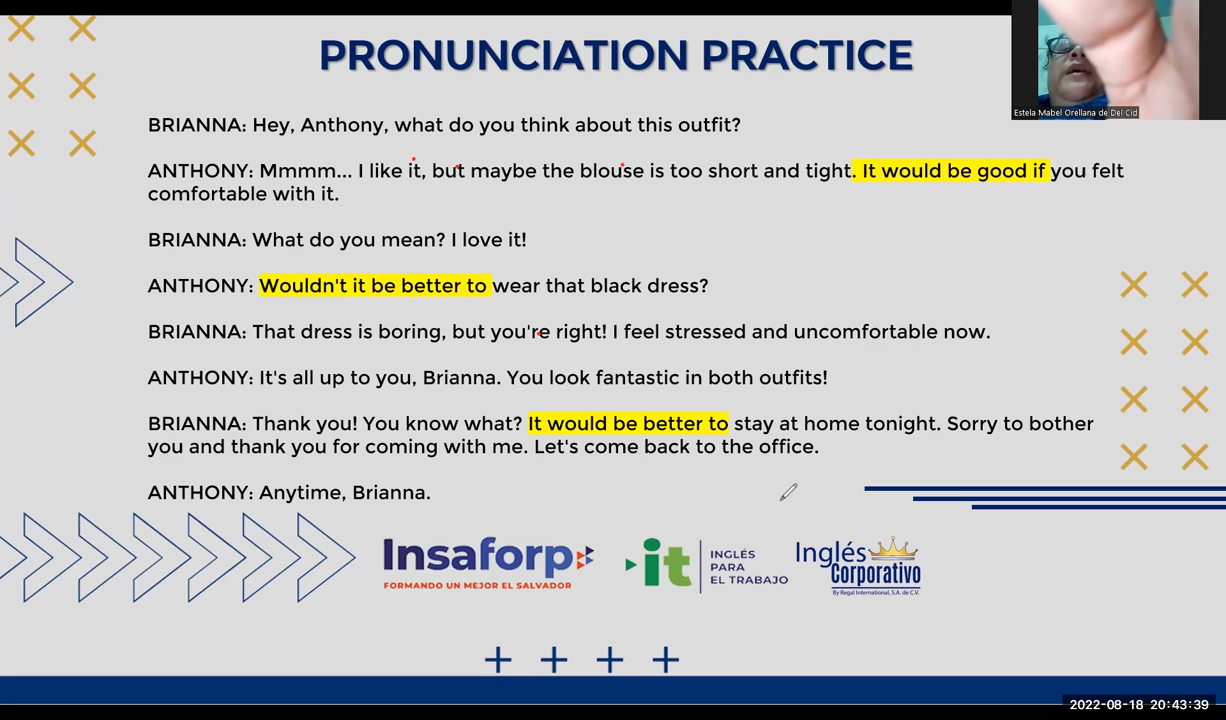 PRONUNCIATION PRACTICE
Estela Mabel Orellana de Del Cid
BRIANNA: Hey, Anthony, what do you think about this outfit?
ANTHONY: Mmmm... I like it, but maybe the blouse is too short and tight. It would be good if you felt
comfortable with it.
BRIANNA: What do you mean? I love it!
ANTHONY: Wouldn't it be better to wear that black dress?
BRIANNA: That dress is boring, but you're right! I feel stressed and uncomfortable now.
ANTHONY: It's all up to you, Brianna. You look fantastic in both outfits!
BRIANNA: Thank you! You know what? It would be better to stay at home tonight. Sorry to bother
you and thank you for coming with me. Let's come back to the office.
ANTHONY: Anytime, Brianna.
Insaforp
FORMANDO UN MEJOR EL SALVADOR
it
INGLÉS
PARA
EL TRABAJO
Inglés
Corporativo
By Regal International, S.A. de C.V.
2022-08-18 20:43:39